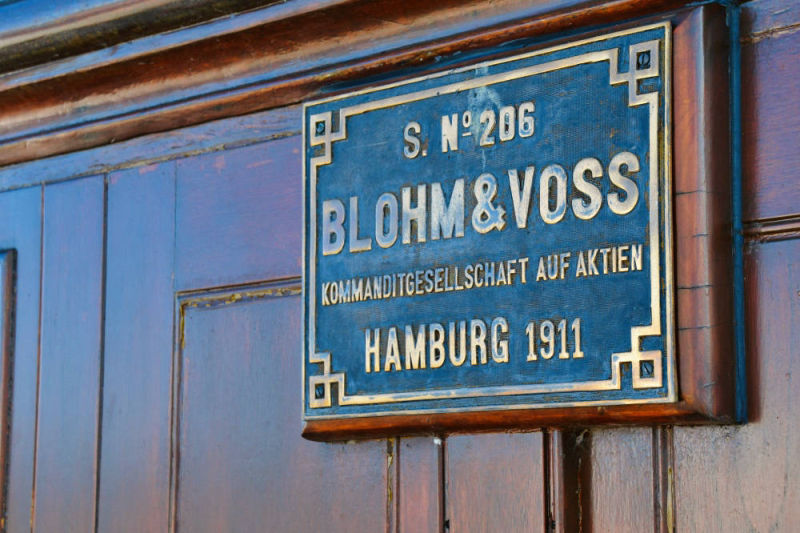 S. Nº 206
BLOHM & VOSS
KOMMANDITGESELLSCHAFT AUF AKTIEN
HAMBURG 1911